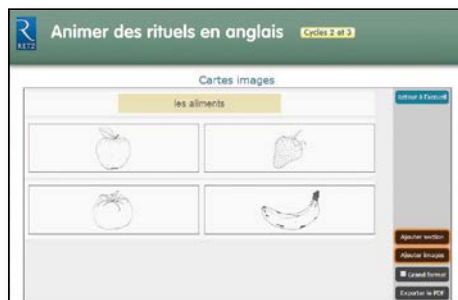 RETZ
Animer des rituels en anglais
Cycles 2 et 3
Cartes images
les aliments
Retour à l'accueil
Ajouter section
Ajouter images
Grand format
Exporter le PDF